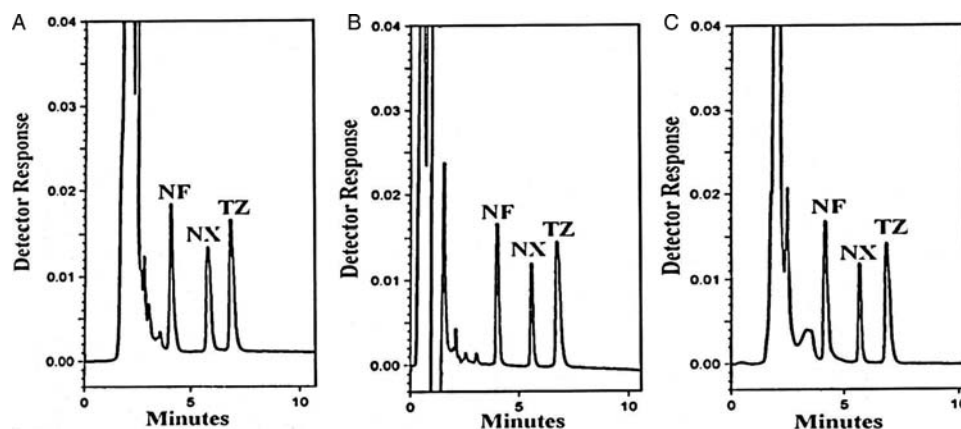 A
0.04
0.03
0.02
0.01
0.00
Detector Response
NF
NX
TZ
0
5
10
Minutes
B
0.04
0.03
0.02
0.01
0.00
Detector Response
NF
NX
TZ
0
5
10
Minutes
C
0.04
0.03
0.02
0.01
0.00
Detector Response
NF
NX
TZ
0
5
10
Minutes